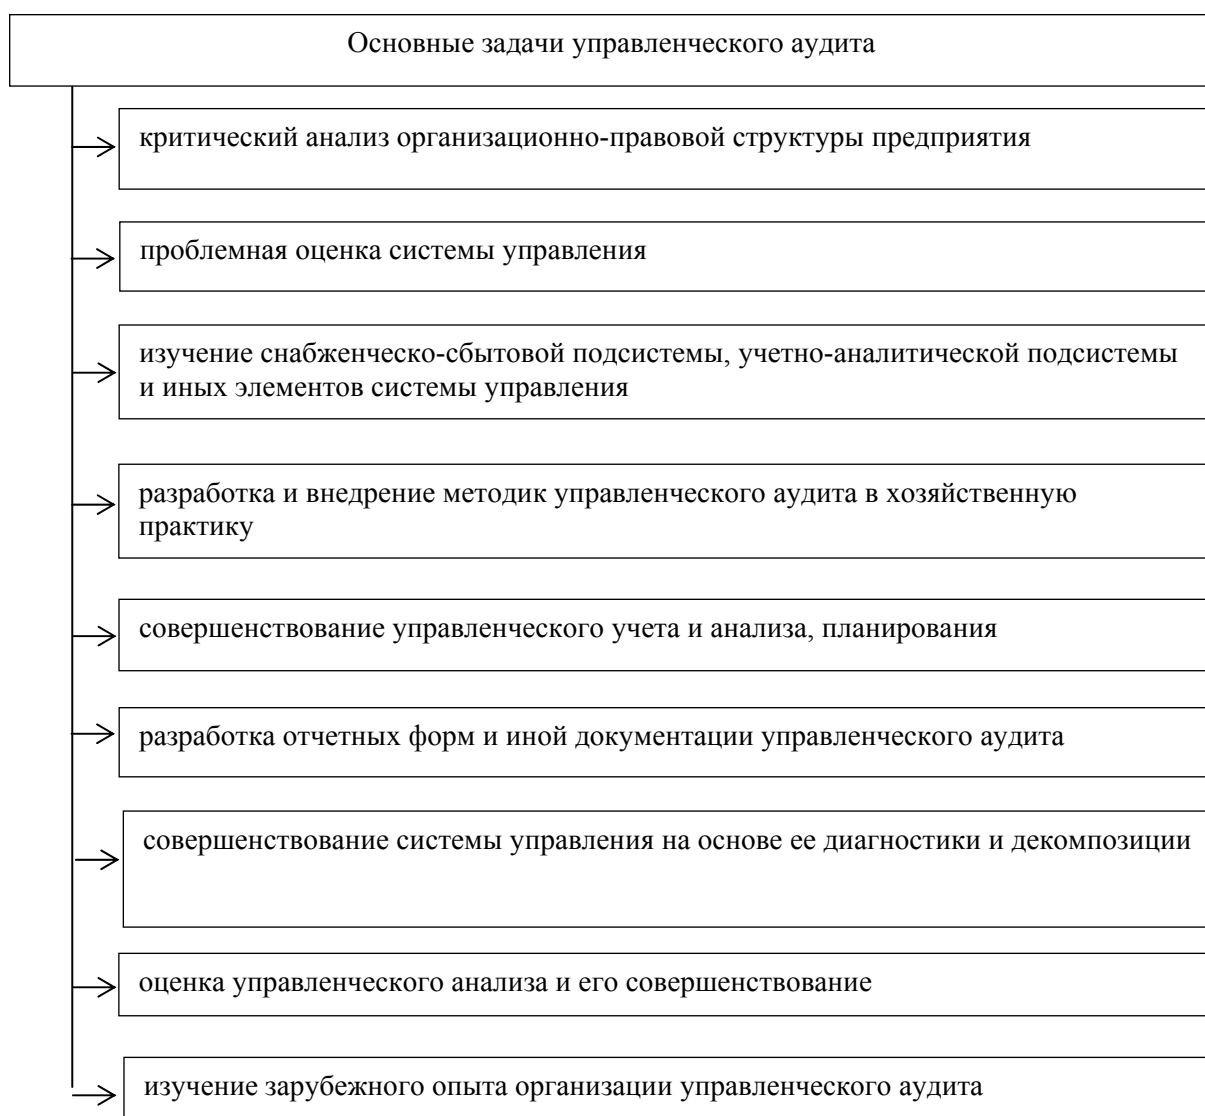 Основные задачи управленческого аудита
критический анализ организационно-правовой структуры предприятия
проблемная оценка системы управления
изучение снабженческо-сбытовой подсистемы, учетно-аналитической подсистемы
и иных элементов системы управления
разработка и внедрение методик управленческого аудита в хозяйственную
практику
совершенствование управленческого учета и анализа, планирования
разработка отчетных форм и иной документации управленческого аудита
совершенствование системы управления на основе ее диагностики и декомпозиции
оценка управленческого анализа и его совершенствование
изучение зарубежного опыта организации управленческого аудита